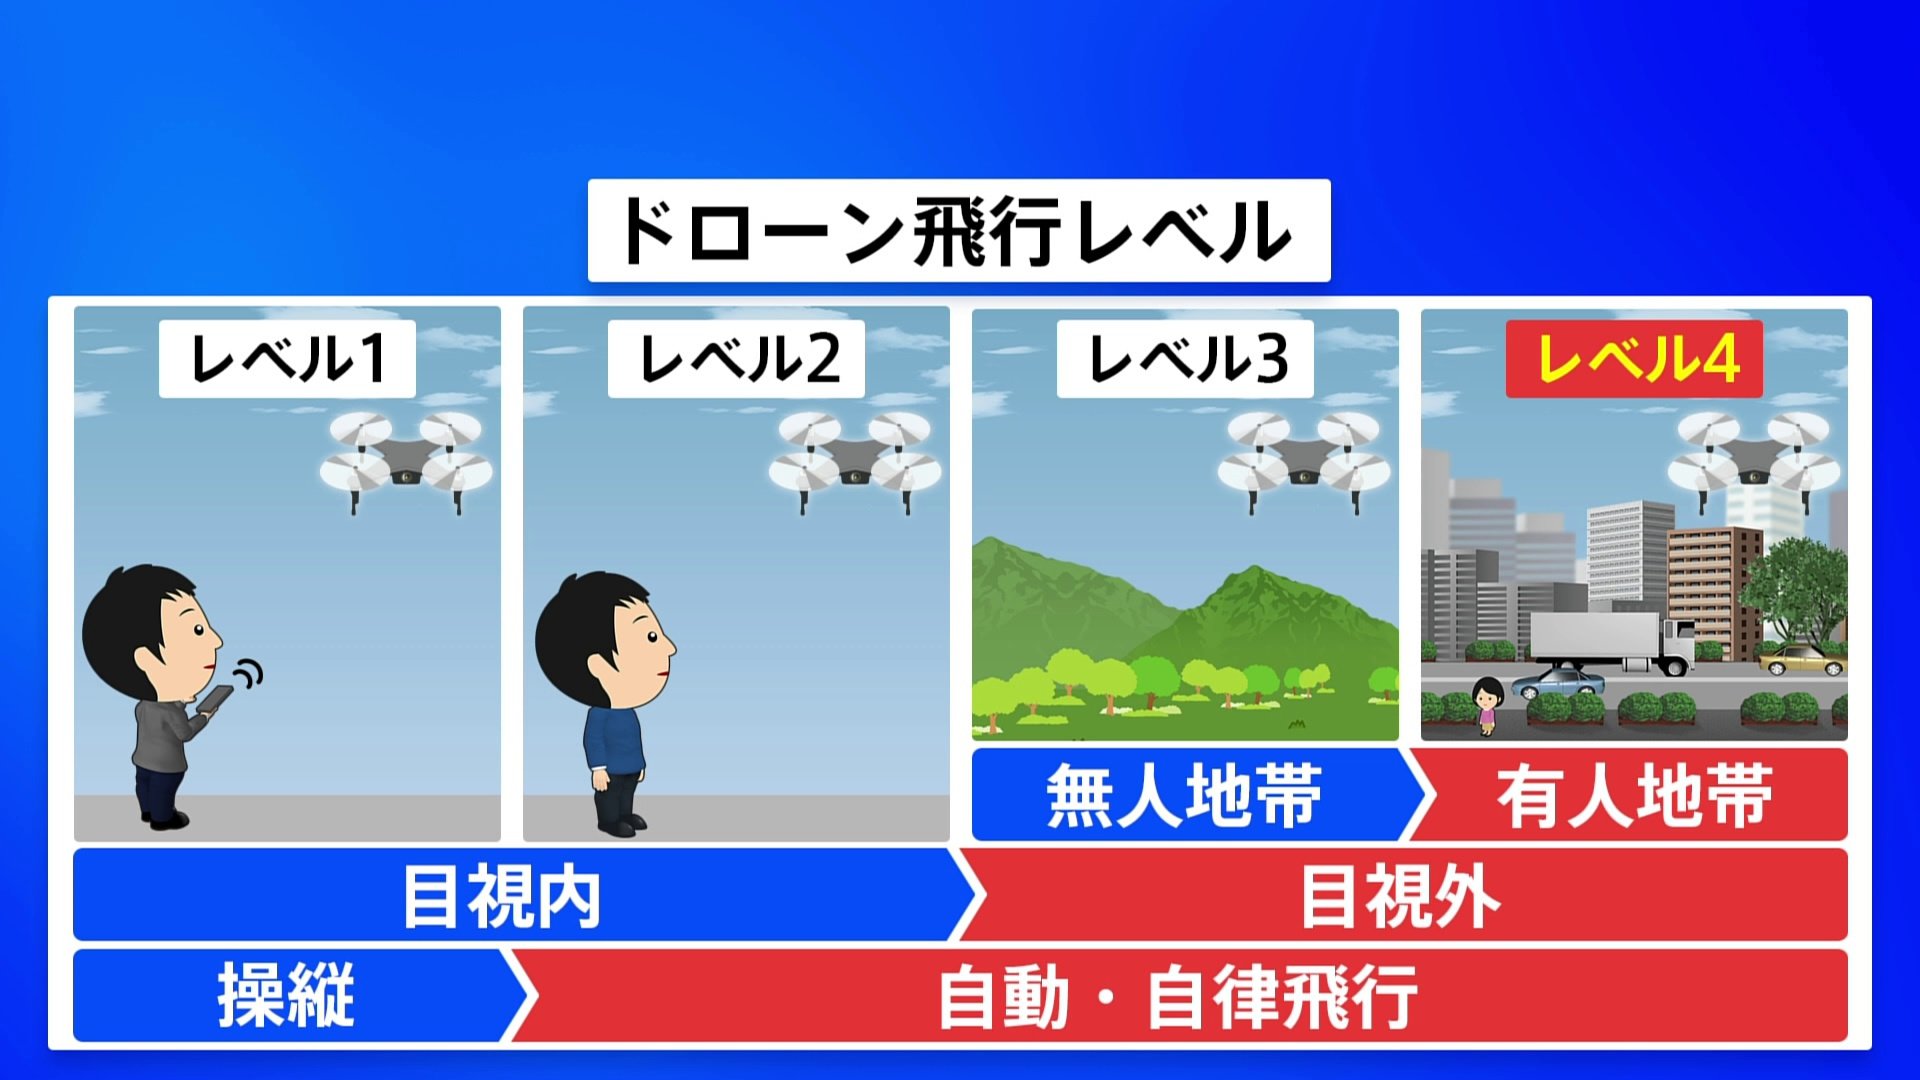 ドローン飛行レベル
レベル1
レベル2
レベル3
レベル4
無人地帯
有人地帯
目視内
目視外
操縦
自動・自律飛行